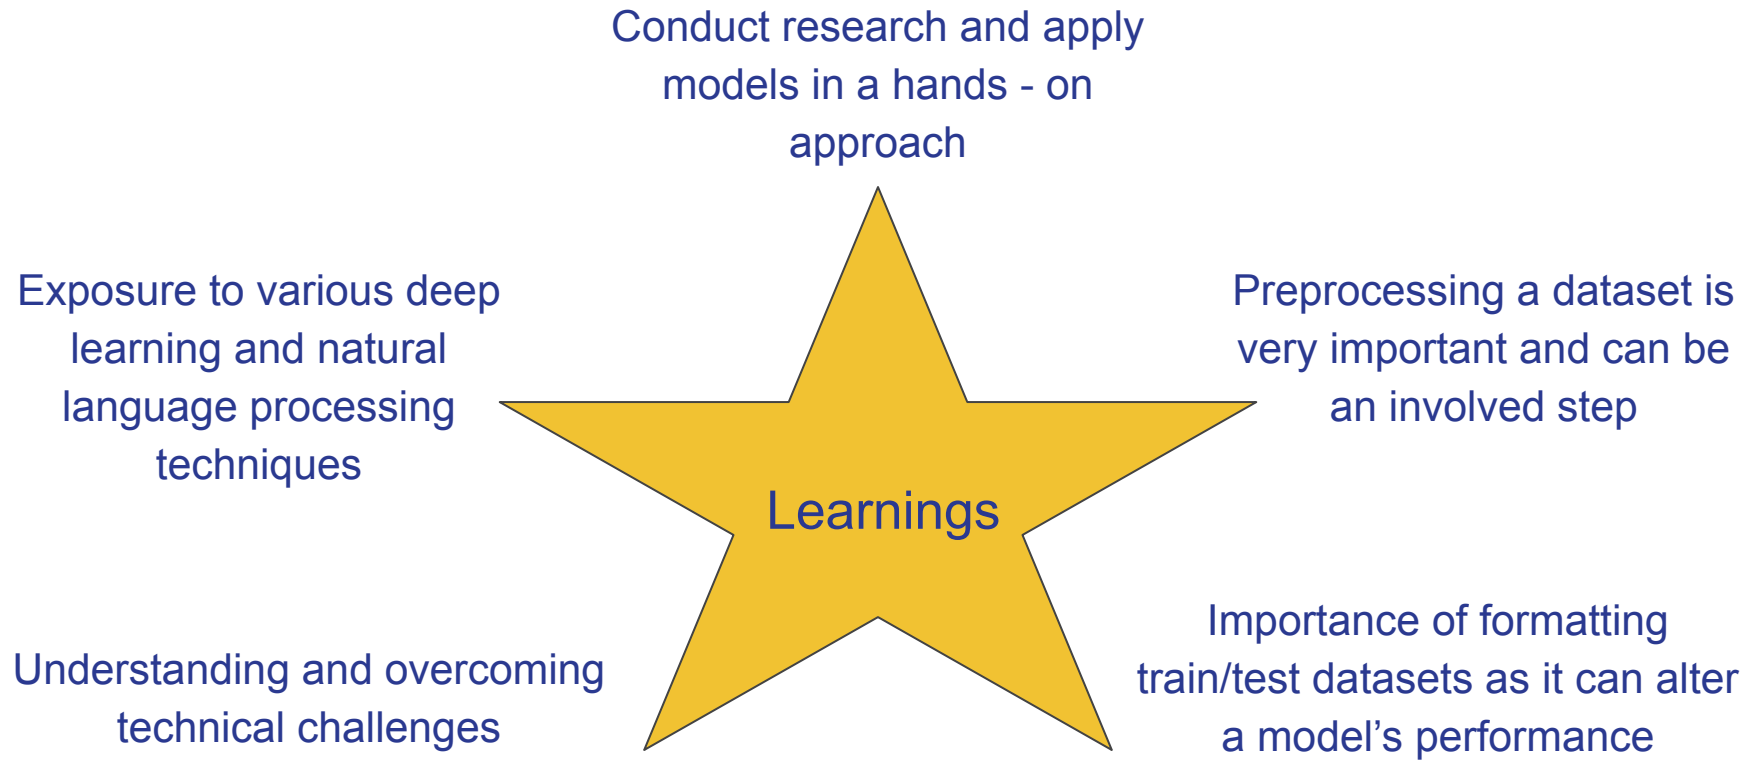 Conduct research and apply
models in a hands - on
approach
Exposure to various deep
learning and natural
language processing
techniques
Preprocessing a dataset is
very important and can be
an involved step
Learnings
Understanding and overcoming
technical challenges
Importance of formatting
train/test datasets as it can alter
a model’s performance